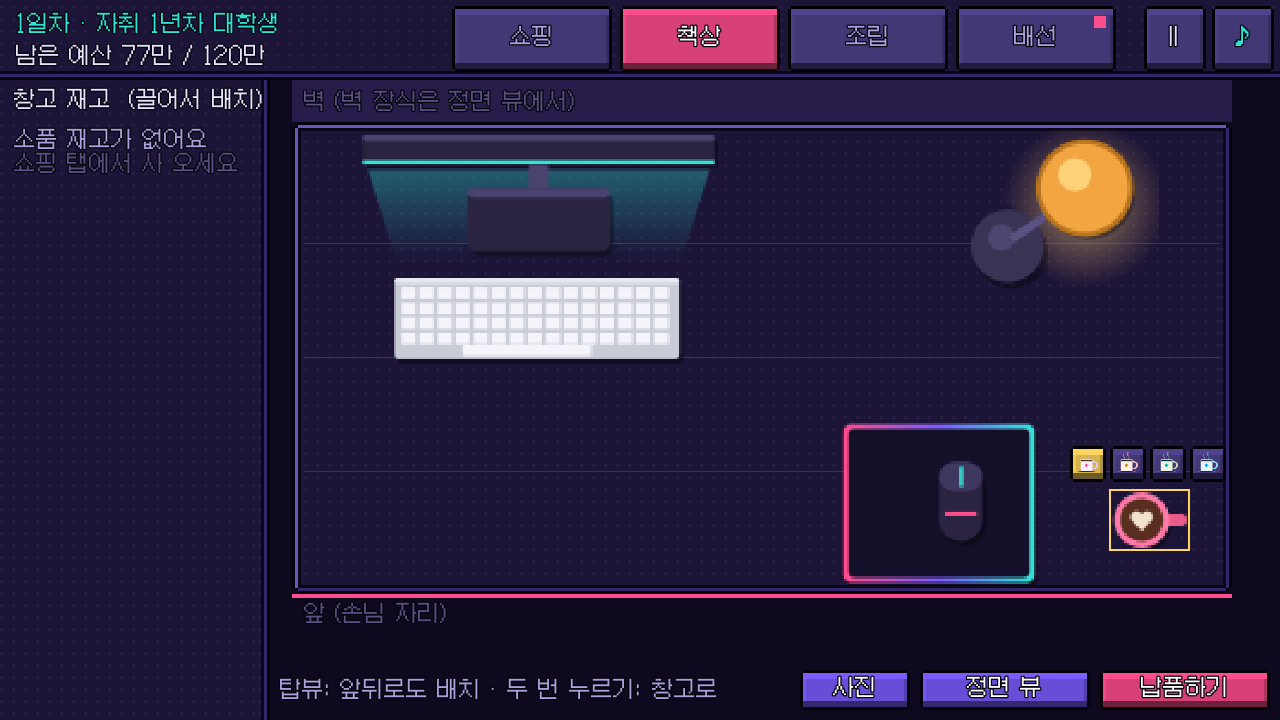 1일차 · 자취 1년차 대학생
남은 예산 77만 / 120만
쇼핑
책상
조립
배선
창고 재고 (끌어서 배치)
소품 재고가 없어요
쇼핑 탭에서 사 오세요
벽 (벽 장식은 정면 뷰에서)
앞 (손님 자리)
탑뷰: 앞뒤로도 배치 · 두 번 누르기: 창고로
사진
정면 뷰
납품하기